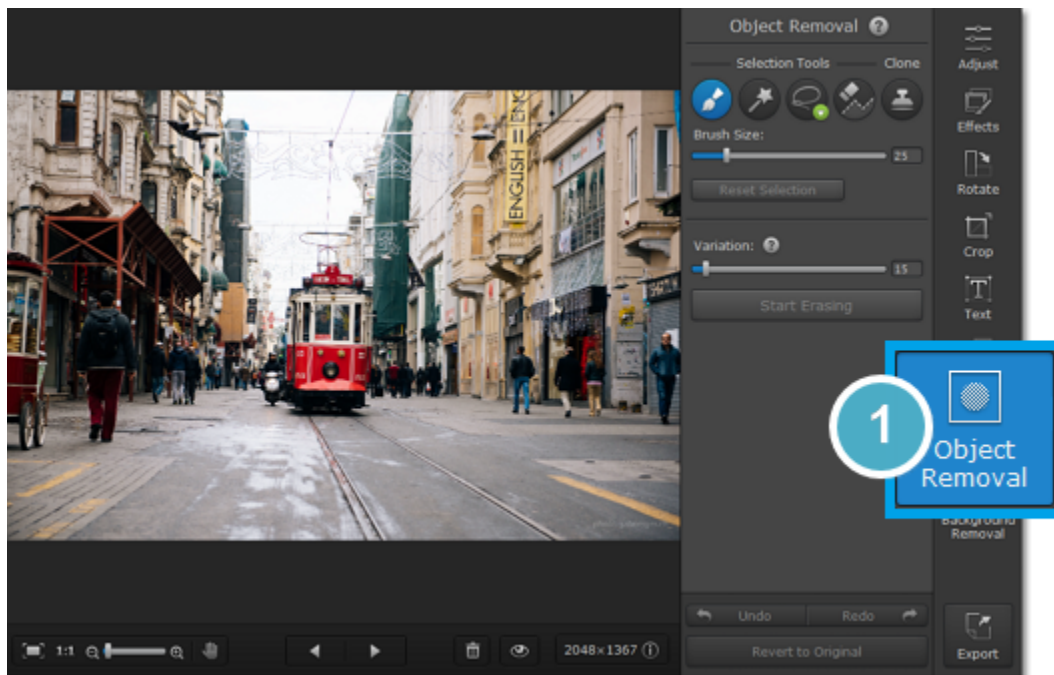 Object Removal ?
Selection Tools
Clone
Brush Size:
25
Reset Selection
Variation: ?
15
Start Erasing
Undo
Redo
Revert to Original
Adjust
Effects
Rotate
Crop
Text
1
Object
Removal
Background
Removal
Export
ENGLISH = ENG
1:1
2048×1367